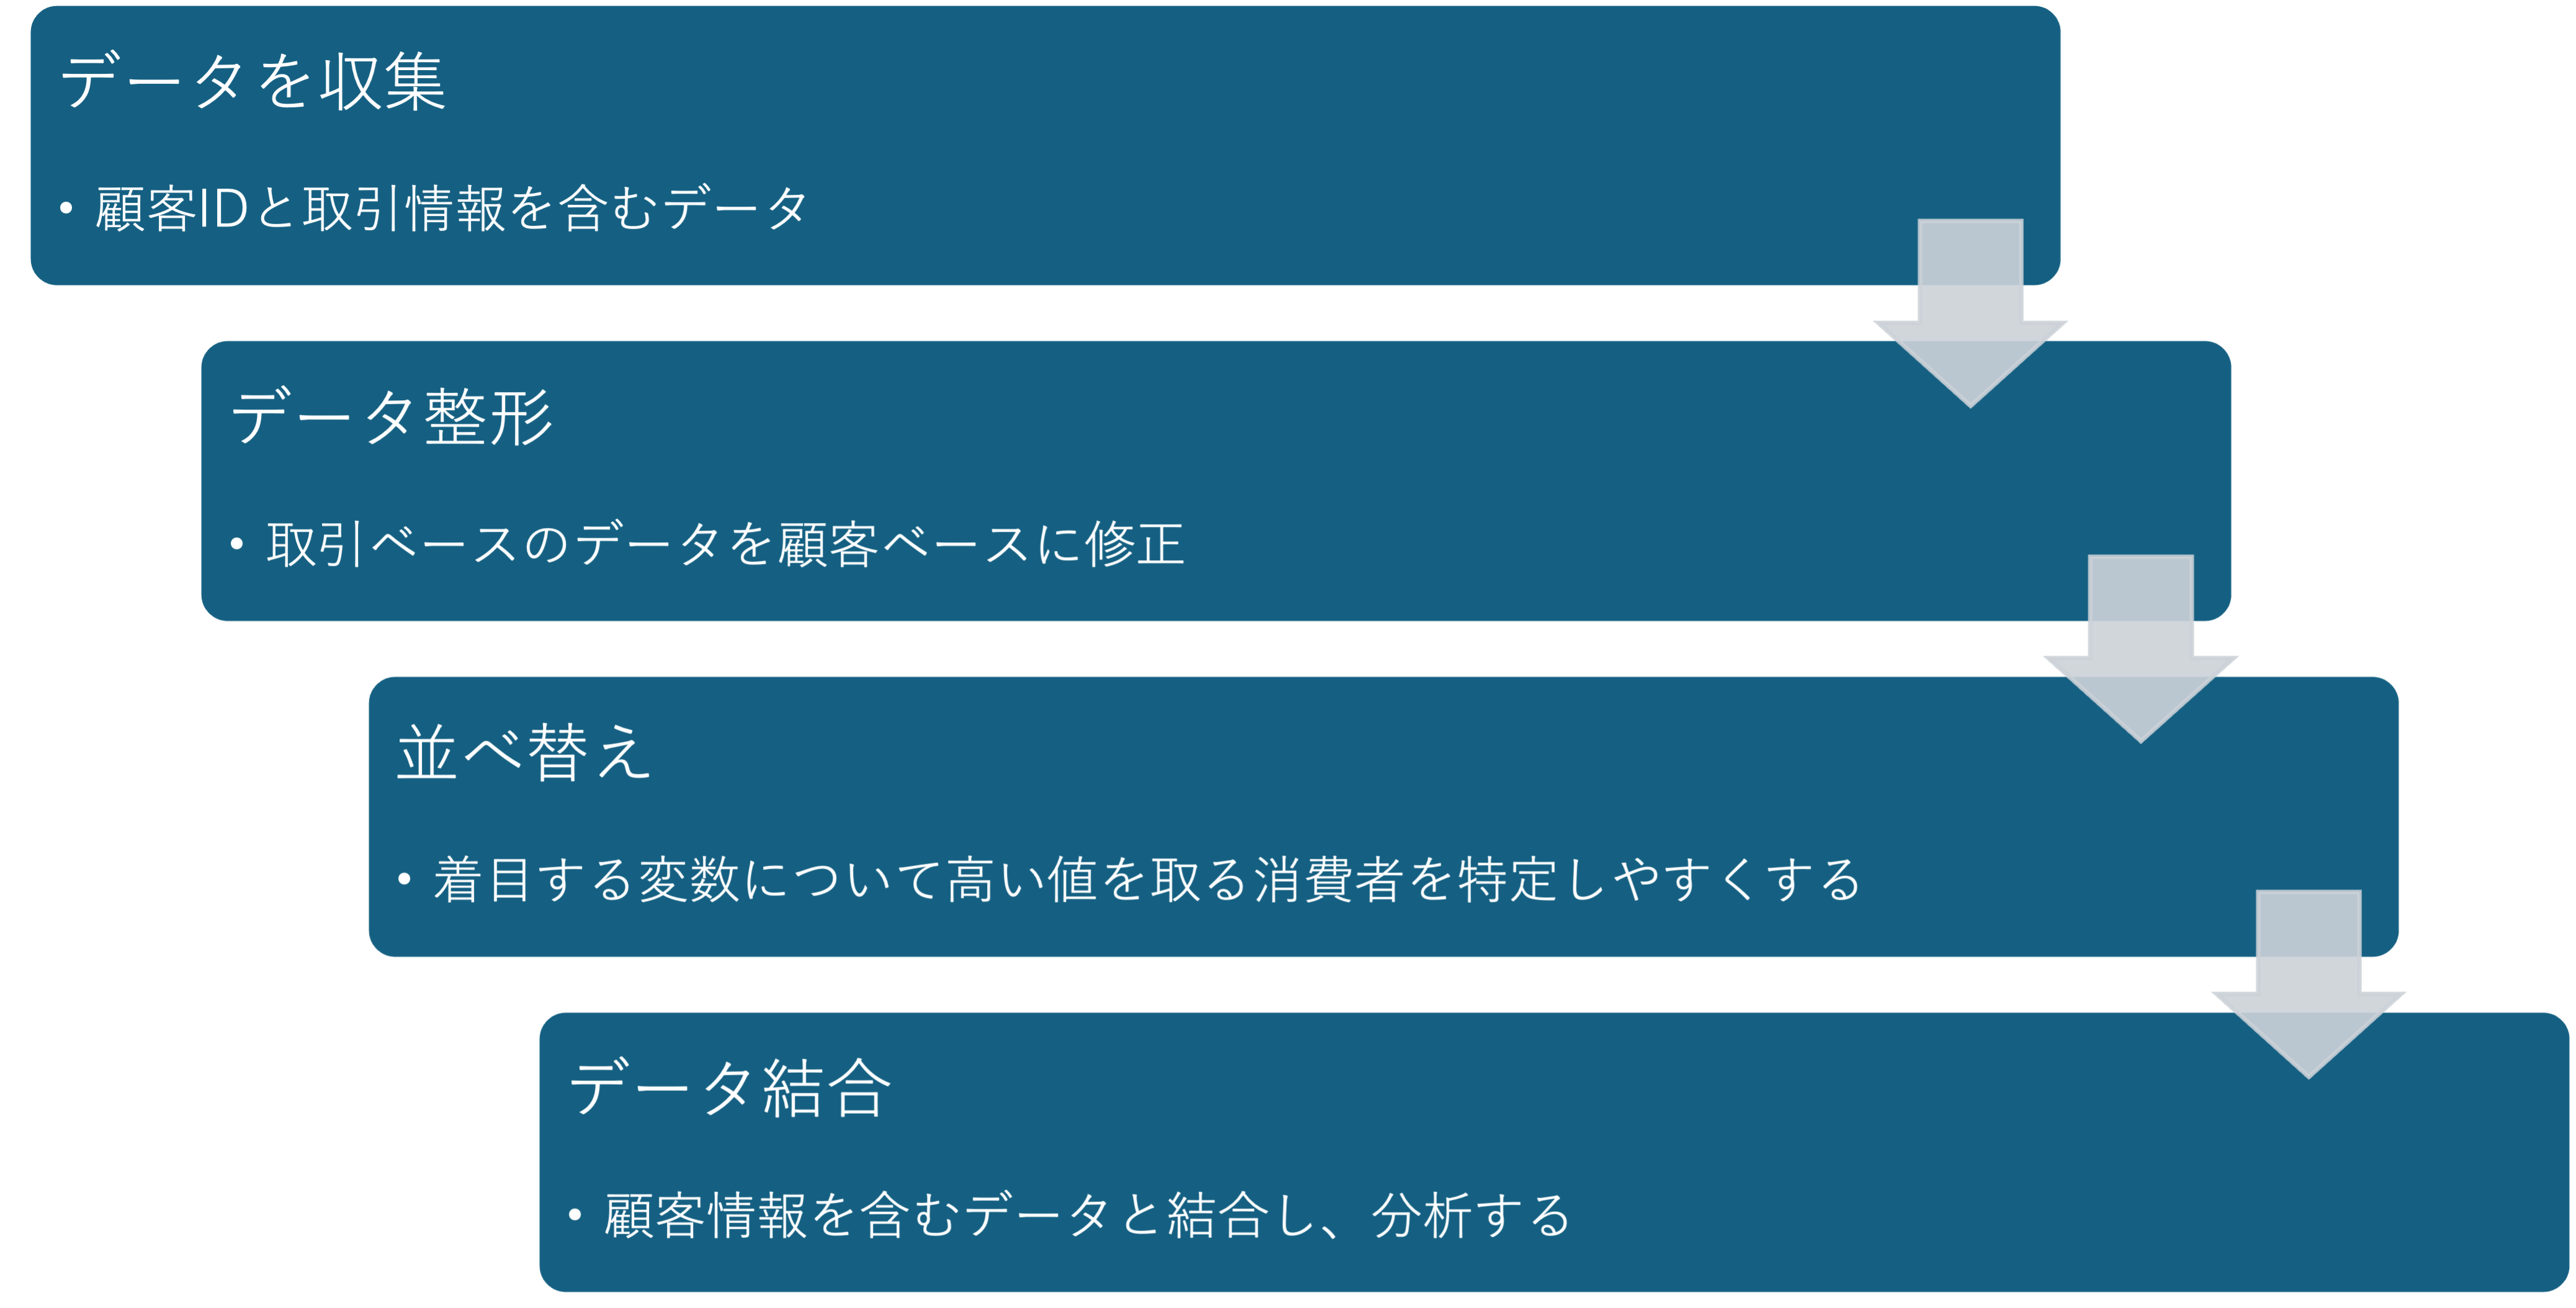 データを収集
• 顧客IDと取引情報を含むデータ
データ整形
• 取引ベースのデータを顧客ベースに修正
並べ替え
• 着目する変数について高い値を取る消費者を特定しやすくする
データ結合
• 顧客情報を含むデータと結合し、分析する